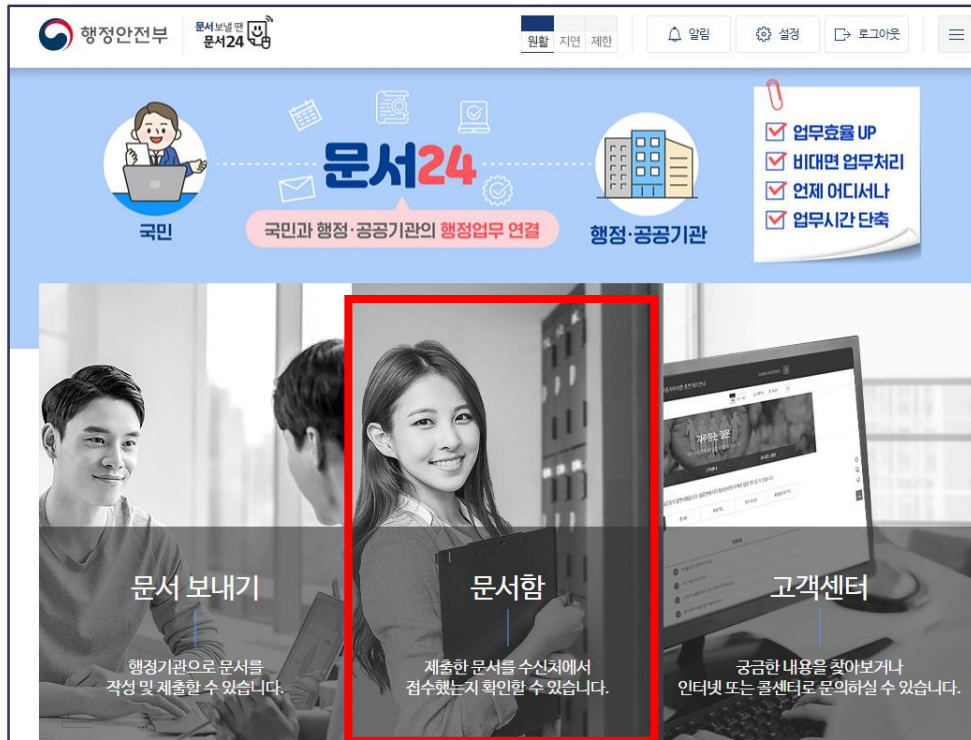 행정안전부
문서보낼 땐
문서24
원활 지연 제한
알림
설정
로그아웃
문서24
국민
국민과 행정·공공기관의 행정업무 연결
행정·공공기관
업무효율 UP
비대면 업무처리
언제 어디서나
업무시간 단축
문서 보내기
행정기관으로 문서를
작성 및 제출할 수 있습니다.
문서함
제출한 문서를 수신처에서
접수했는지 확인할 수 있습니다.
자주하는 질문
고객센터
궁금한 내용을 찾아보거나
인터넷 또는 콜센터로 문의하실 수 있습니다.